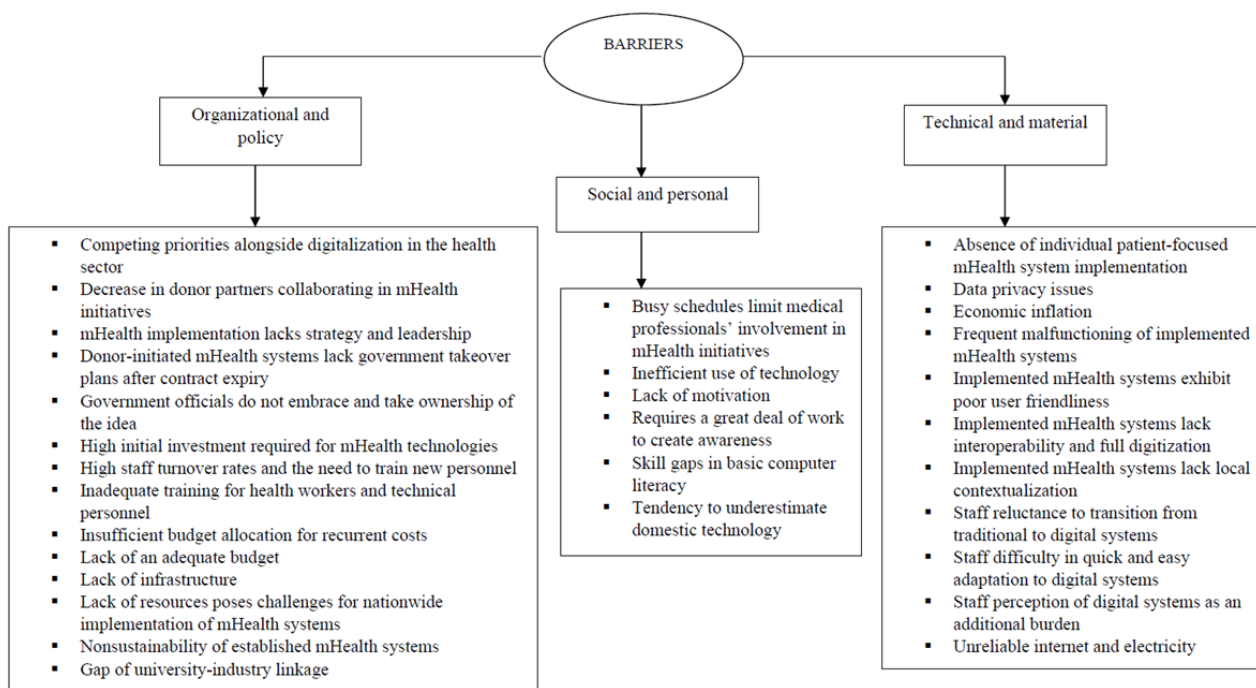 BARRIERS
Organizational and
policy
Social and personal
Technical and material
▪ Competing priorities alongside digitalization in the health
sector
▪ Decrease in donor partners collaborating in mHealth
initiatives
▪ mHealth implementation lacks strategy and leadership
▪ Donor-initiated mHealth systems lack government takeover
plans after contract expiry
▪ Government officials do not embrace and take ownership of
the idea
▪ High initial investment required for mHealth technologies
▪ High staff turnover rates and the need to train new personnel
▪ Inadequate training for health workers and technical
personnel
▪ Insufficient budget allocation for recurrent costs
▪ Lack of an adequate budget
▪ Lack of infrastructure
▪ Lack of resources poses challenges for nationwide
implementation of mHealth systems
▪ Nonsustainability of established mHealth systems
▪ Gap of university-industry linkage
▪ Busy schedules limit medical
professionals’ involvement in
mHealth initiatives
▪ Inefficient use of technology
▪ Lack of motivation
▪ Requires a great deal of work
to create awareness
▪ Skill gaps in basic computer
literacy
▪ Tendency to underestimate
domestic technology
▪ Absence of individual patient-focused
mHealth system implementation
▪ Data privacy issues
▪ Economic inflation
▪ Frequent malfunctioning of implemented
mHealth systems
▪ Implemented mHealth systems exhibit
poor user friendliness
▪ Implemented mHealth systems lack
interoperability and full digitization
▪ Implemented mHealth systems lack local
contextualization
▪ Staff reluctance to transition from
traditional to digital systems
▪ Staff difficulty in quick and easy
adaptation to digital systems
▪ Staff perception of digital systems as an
additional burden
▪ Unreliable internet and electricity